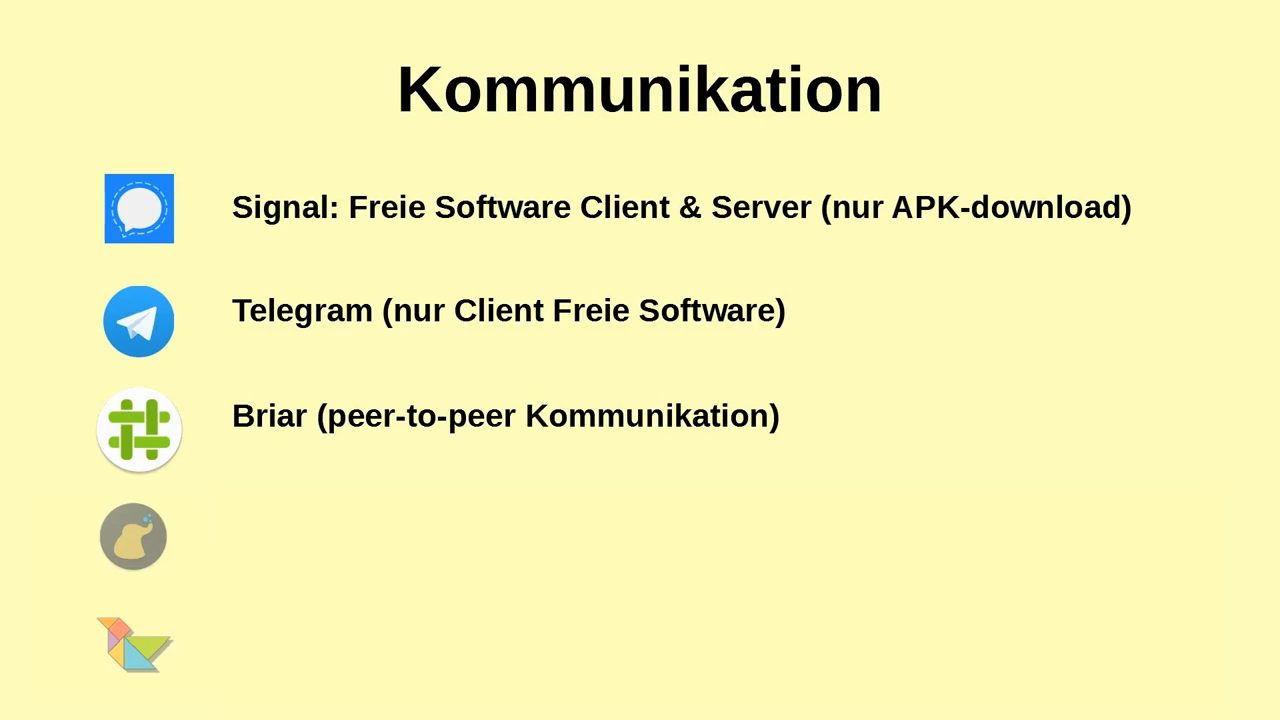 Kommunikation
Signal: Freie Software Client & Server (nur APK-download)
Telegram (nur Client Freie Software)
Briar (peer-to-peer Kommunikation)